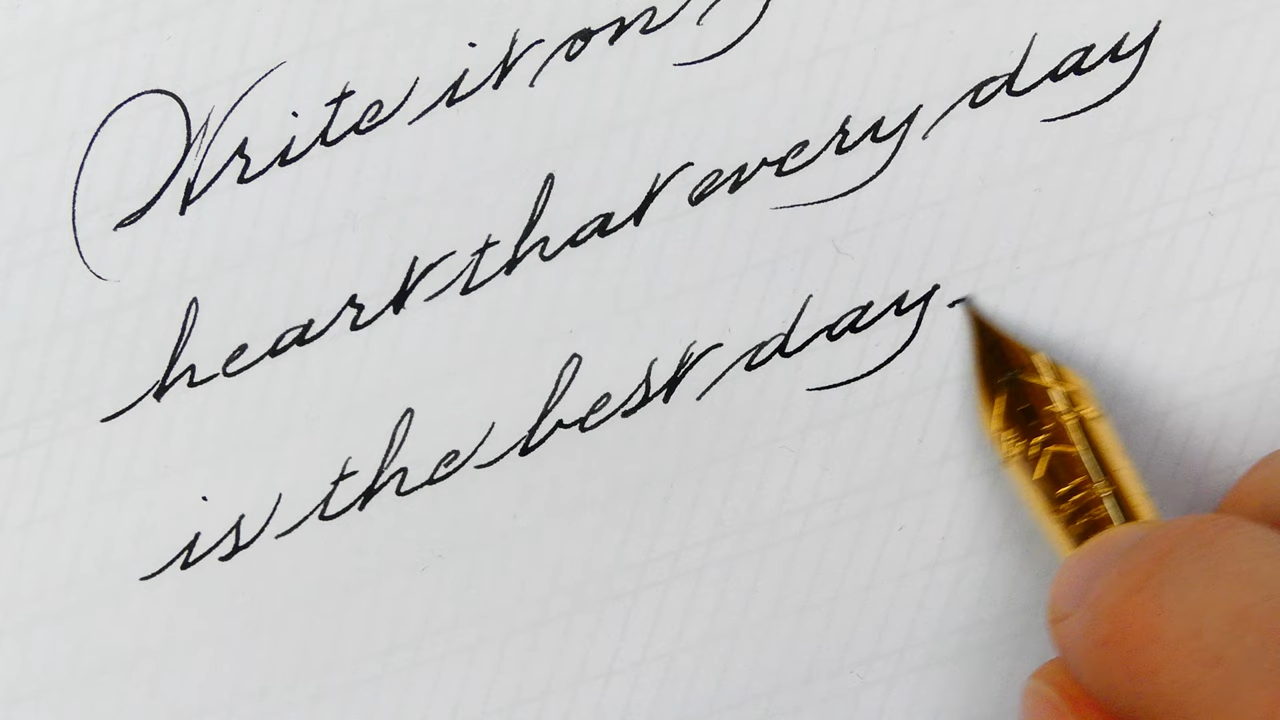 Write it on
heart that every day
is the best day